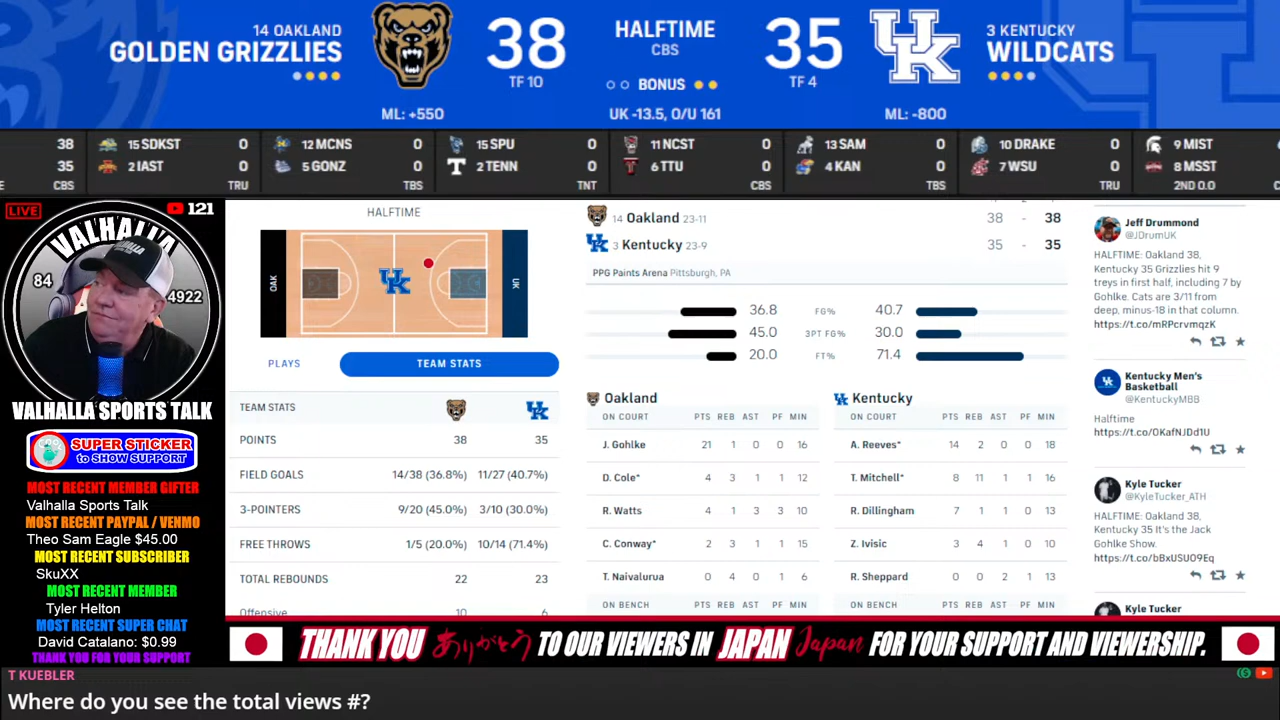 14 OAKLAND
GOLDEN GRIZZLIES
38
TF 10
ML: +550
HALFTIME
CBS
BONUS
UK -13.5, O/U 161
35
TF 4
ML: -800
3 KENTUCKY
WILDCATS
38
35
CBS
15 SDKST 0
2 IAST 0
TRU
12 MCNS 0
5 GONZ 0
TBS
15 SPU 0
2 TENN 0
TNT
11 NCST 0
6 TTU 0
CBS
13 SAM 0
4 KAN 0
TBS
10 DRAKE 0
7 WSU 0
TRU
9 MIST
8 MSST
2ND 0.0
LIVE
121
VALHALLA
84
4922
VALHALLA SPORTS TALK
SUPER STICKER
to SHOW SUPPORT
MOST RECENT MEMBER GIFTER
Valhalla Sports Talk
MOST RECENT PAYPAL / VENMO
Theo Sam Eagle $45.00
MOST RECENT SUBSCRIBER
SkuXX
MOST RECENT MEMBER
Tyler Helton
MOST RECENT SUPER CHAT
David Catalano: $0.99
THANK YOU FOR YOUR SUPPORT
HALFTIME
OAK
UK
UK
PLAYS
TEAM STATS
TEAM STATS
POINTS 38 35
FIELD GOALS 14/38 (36.8%) 11/27 (40.7%)
3-POINTERS 9/20 (45.0%) 3/10 (30.0%)
FREE THROWS 1/5 (20.0%) 10/14 (71.4%)
TOTAL REBOUNDS 22 23
Offensive 10 6
14 Oakland 23-11 38 - 38
3 Kentucky 23-9 35 - 35
PPG Paints Arena Pittsburgh, PA
36.8 FG% 40.7
45.0 3PT FG% 30.0
20.0 FT% 71.4
Oakland
ON COURT PTS REB AST PF MIN
J. Gohlke 21 1 0 0 16
D. Cole* 4 3 1 1 12
R. Watts 4 1 3 3 10
C. Conway* 2 3 1 1 15
T. Naivalurua 0 4 0 1 6
ON BENCH PTS REB AST PF MIN
Kentucky
ON COURT PTS REB AST PF MIN
A. Reeves* 14 2 0 0 18
T. Mitchell* 8 11 1 1 16
R. Dillingham 7 1 1 0 13
Z. Ivisic 3 4 1 0 10
R. Sheppard 0 0 2 1 13
ON BENCH PTS REB AST PF MIN
Jeff Drummond
@JDrumUK
HALFTIME: Oakland 38,
Kentucky 35 Grizzlies hit 9
treys in first half, including 7 by
Gohlke. Cats are 3/11 from
deep, minus-18 in that column.
https://t.co/mRPcrvmqzK
Kentucky Men's
Basketball
@KentuckyMBB
Halftime
https://t.co/OKafNJDd1U
Kyle Tucker
@KyleTucker_ATH
HALFTIME: Oakland 38,
Kentucky 35 It's the Jack
Gohlke Show.
https://t.co/bBxUSUO9Eq
Kyle Tucker
THANK YOU ありがとう TO OUR VIEWERS IN JAPAN Japan FOR YOUR SUPPORT AND VIEWERSHIP.
T KUEBLER
Where do you see the total views #?